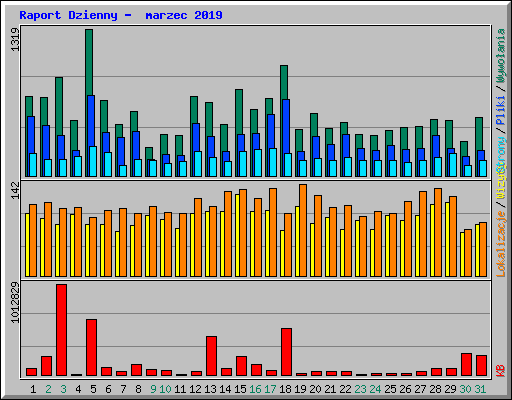 Raport Dzienny -  marzec 2019
1319
142
1012829
Lokalizacje / Wizyty
Strony / Pliki / Wywołania
KB
1 2 3 4 5 6 7 8 9 10 11 12 13 14 15 16 17 18 19 20 21 22 23 24 25 26 27 28 29 30 31